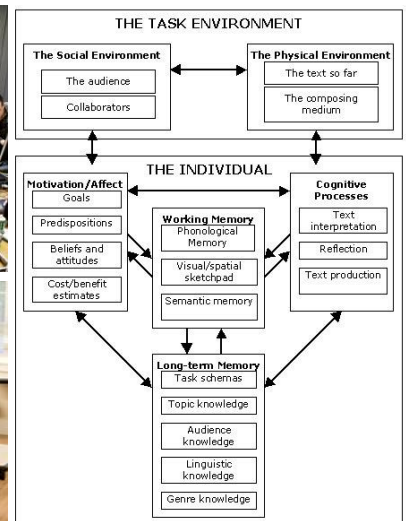 THE TASK ENVIRONMENT
The Social Environment
The audience
Collaborators
The Physical Environment
The text so far
The composing
medium
THE INDIVIDUAL
Motivation/Affect
Goals
Predispositions
Beliefs and
attitudes
Cost/benefit
estimates
Working Memory
Phonological
Memory
Visual/spatial
sketchpad
Semantic memory
Cognitive
Processes
Text
interpretation
Reflection
Text production
Long-term Memory
Task schemas
Topic knowledge
Audience
knowledge
Linguistic
knowledge
Genre knowledge